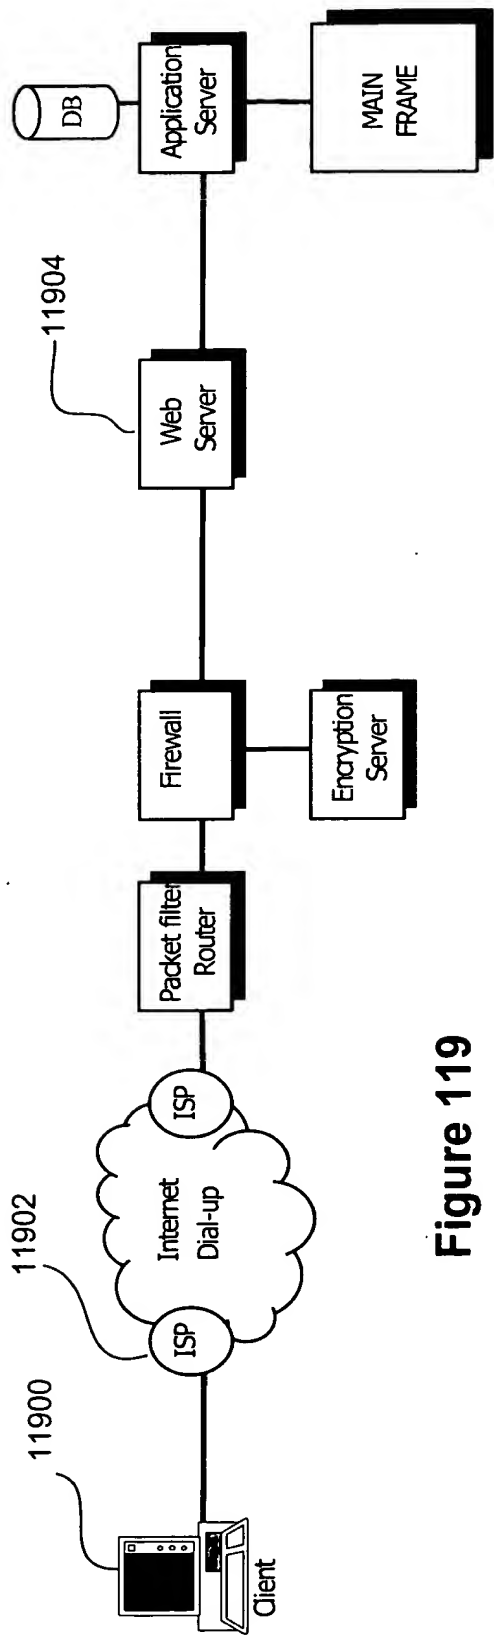 11900
Client
11902
ISP
Internet
Dial-up
ISP
Packet filter
Router
Firewall
Encryption
Server
11904
Web
Server
DB
Application
Server
MAIN
FRAME
Figure 119